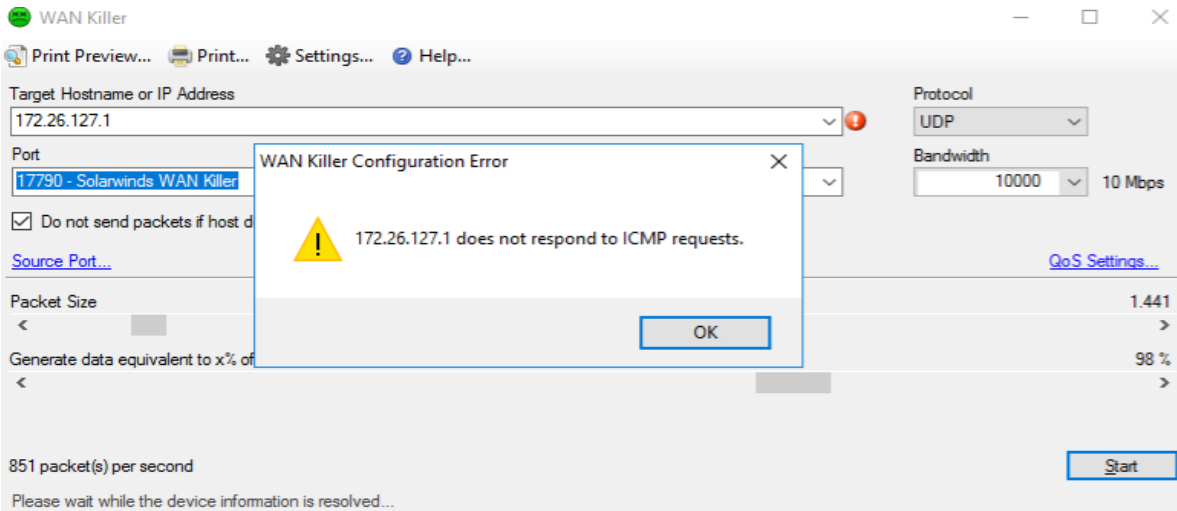 WAN Killer
Print Preview... Print... Settings... Help...
Target Hostname or IP Address
Protocol
172.26.127.1
UDP
Port
Bandwidth
17790 - Solarwinds WAN Killer
10000
10 Mbps
WAN Killer Configuration Error
172.26.127.1 does not respond to ICMP requests.
OK
Do not send packets if host d
Source Port...
QoS Settings...
Packet Size
1.441
Generate data equivalent to x% of
98 %
851 packet(s) per second
Start
Please wait while the device information is resolved...